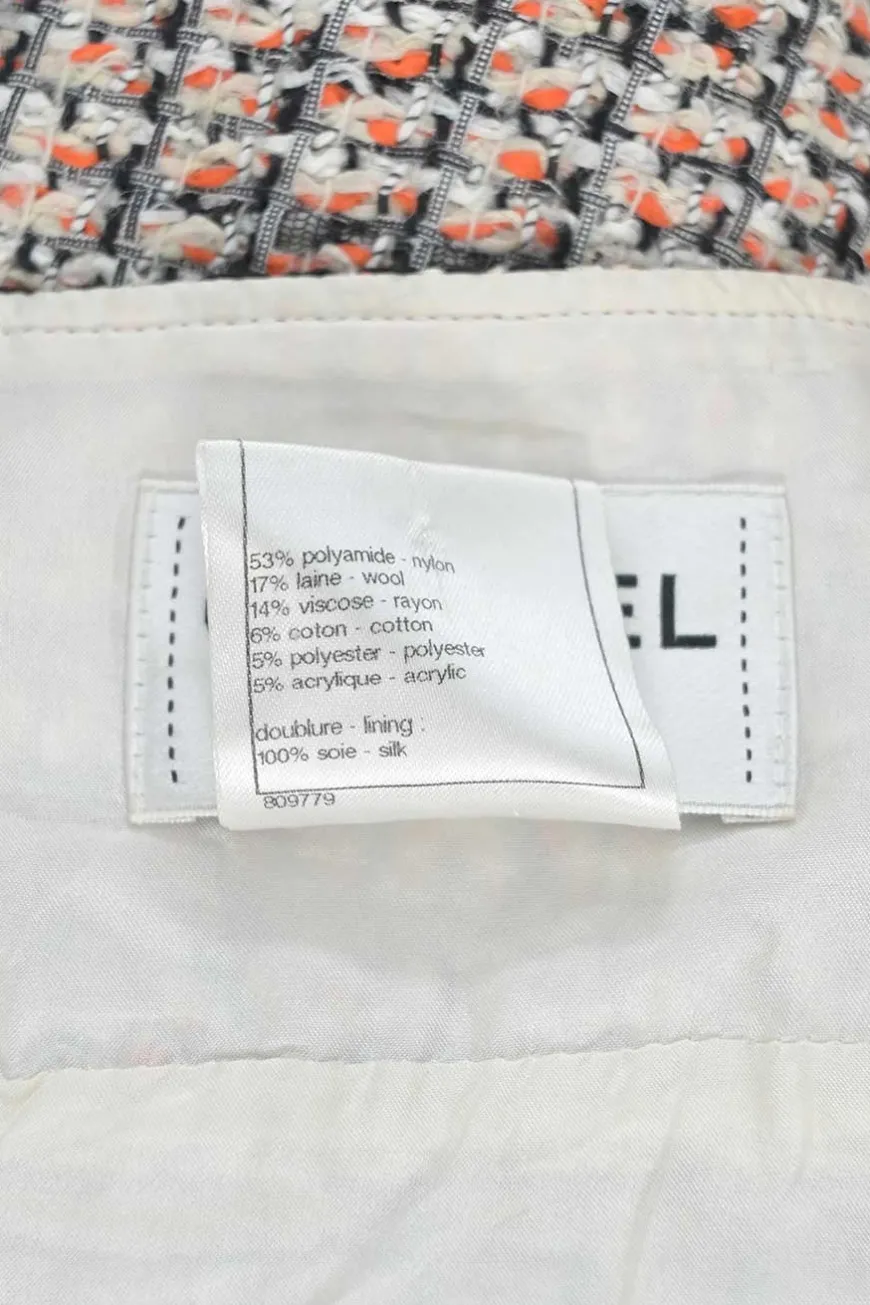 53% polyamide - nylon
17% laine - wool
14% viscose - rayon
6% coton - cotton
5% polyester - polyester
5% acrylique - acrylic
doublure - lining :
100% soie - silk
809779
EL